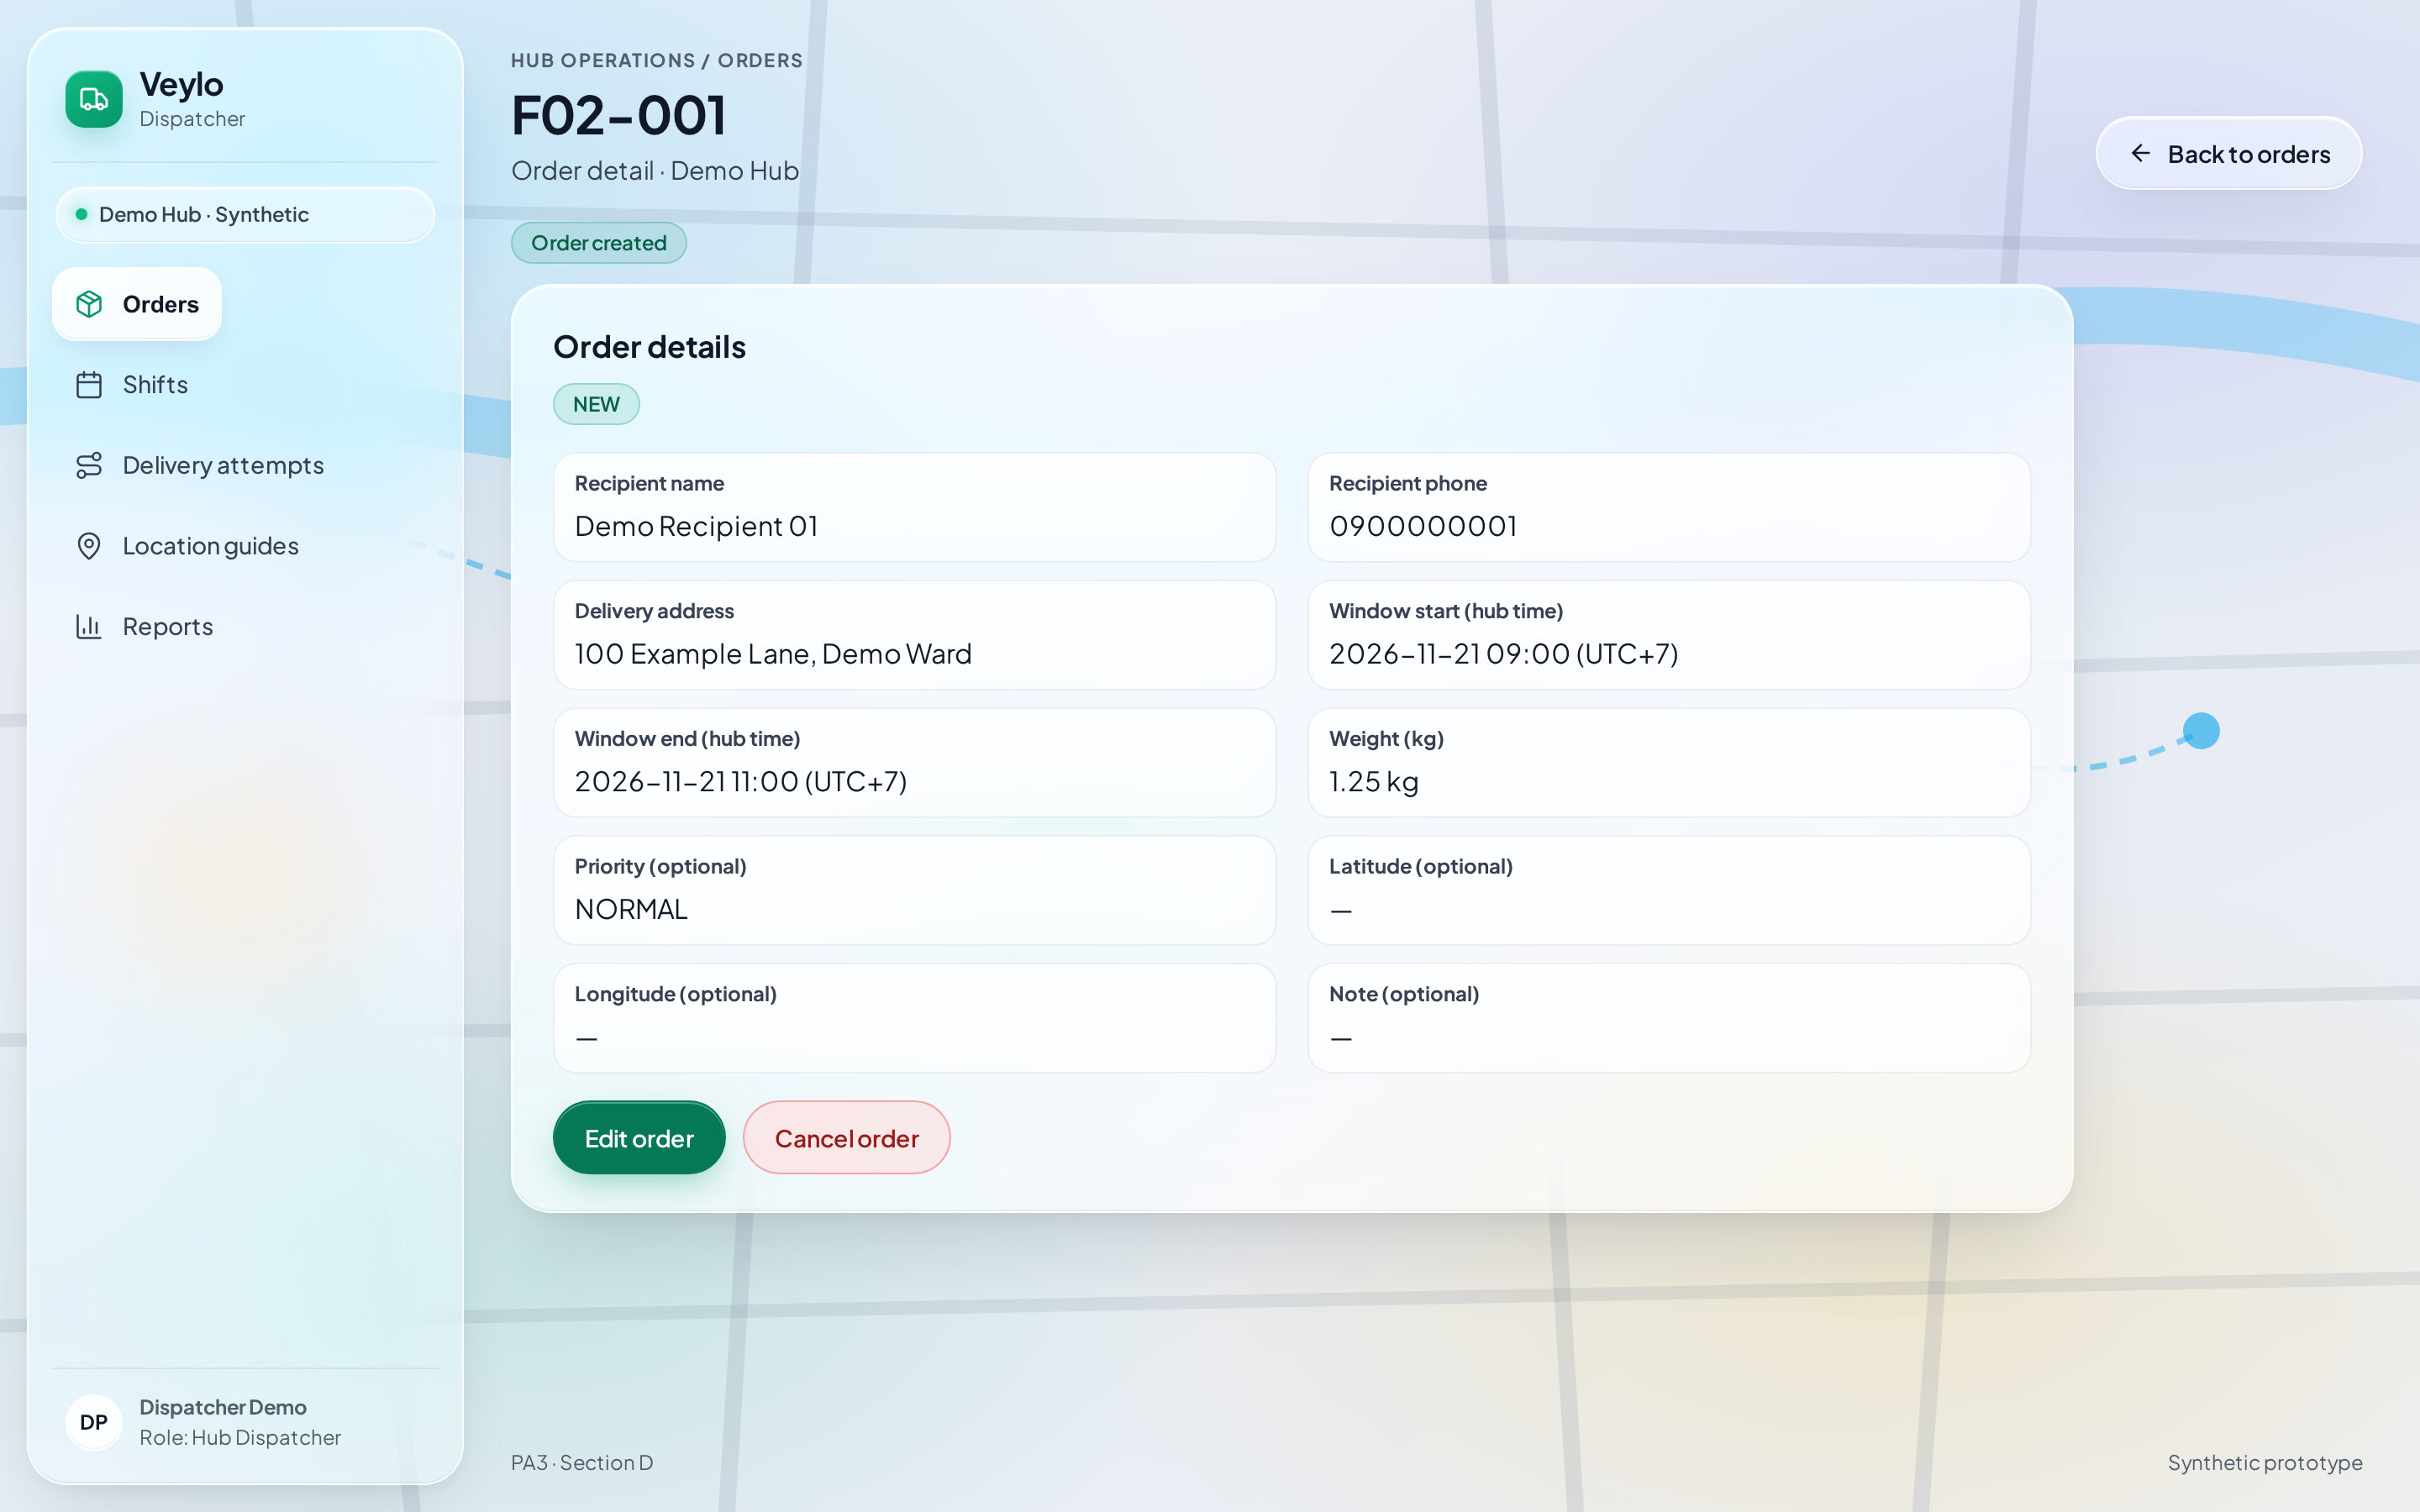 Veylo
Dispatcher
Demo Hub · Synthetic
Orders
Shifts
Delivery attempts
Location guides
Reports
DP
Dispatcher Demo
Role: Hub Dispatcher
HUB OPERATIONS / ORDERS
F02-001
Order detail · Demo Hub
Back to orders
Order created
Order details
NEW
Recipient name
Demo Recipient 01
Recipient phone
0900000001
Delivery address
100 Example Lane, Demo Ward
Window start (hub time)
2026-11-21 09:00 (UTC+7)
Window end (hub time)
2026-11-21 11:00 (UTC+7)
Weight (kg)
1.25 kg
Priority (optional)
NORMAL
Latitude (optional)
—
Longitude (optional)
—
Note (optional)
—
Edit order
Cancel order
PA3 · Section D
Synthetic prototype